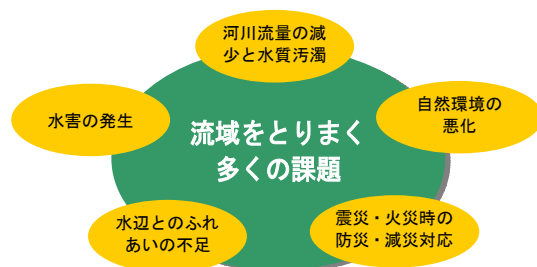 河川流量の減
少と水質汚濁
水害の発生
自然環境の
悪化
流域をとりまく
多くの課題
水辺とのふれ
あいの不足
震災・火災時の
防災・減災対応